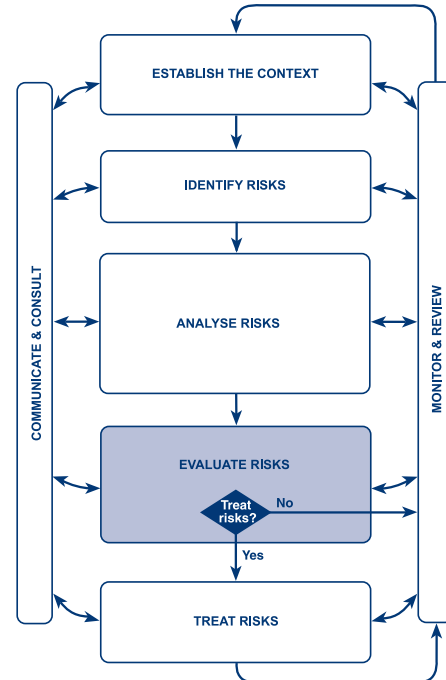 ESTABLISH THE CONTEXT
IDENTIFY RISKS
ANALYSE RISKS
EVALUATE RISKS
Treat
risks?
No
Yes
TREAT RISKS
COMMUNICATE & CONSULT
MONITOR & REVIEW